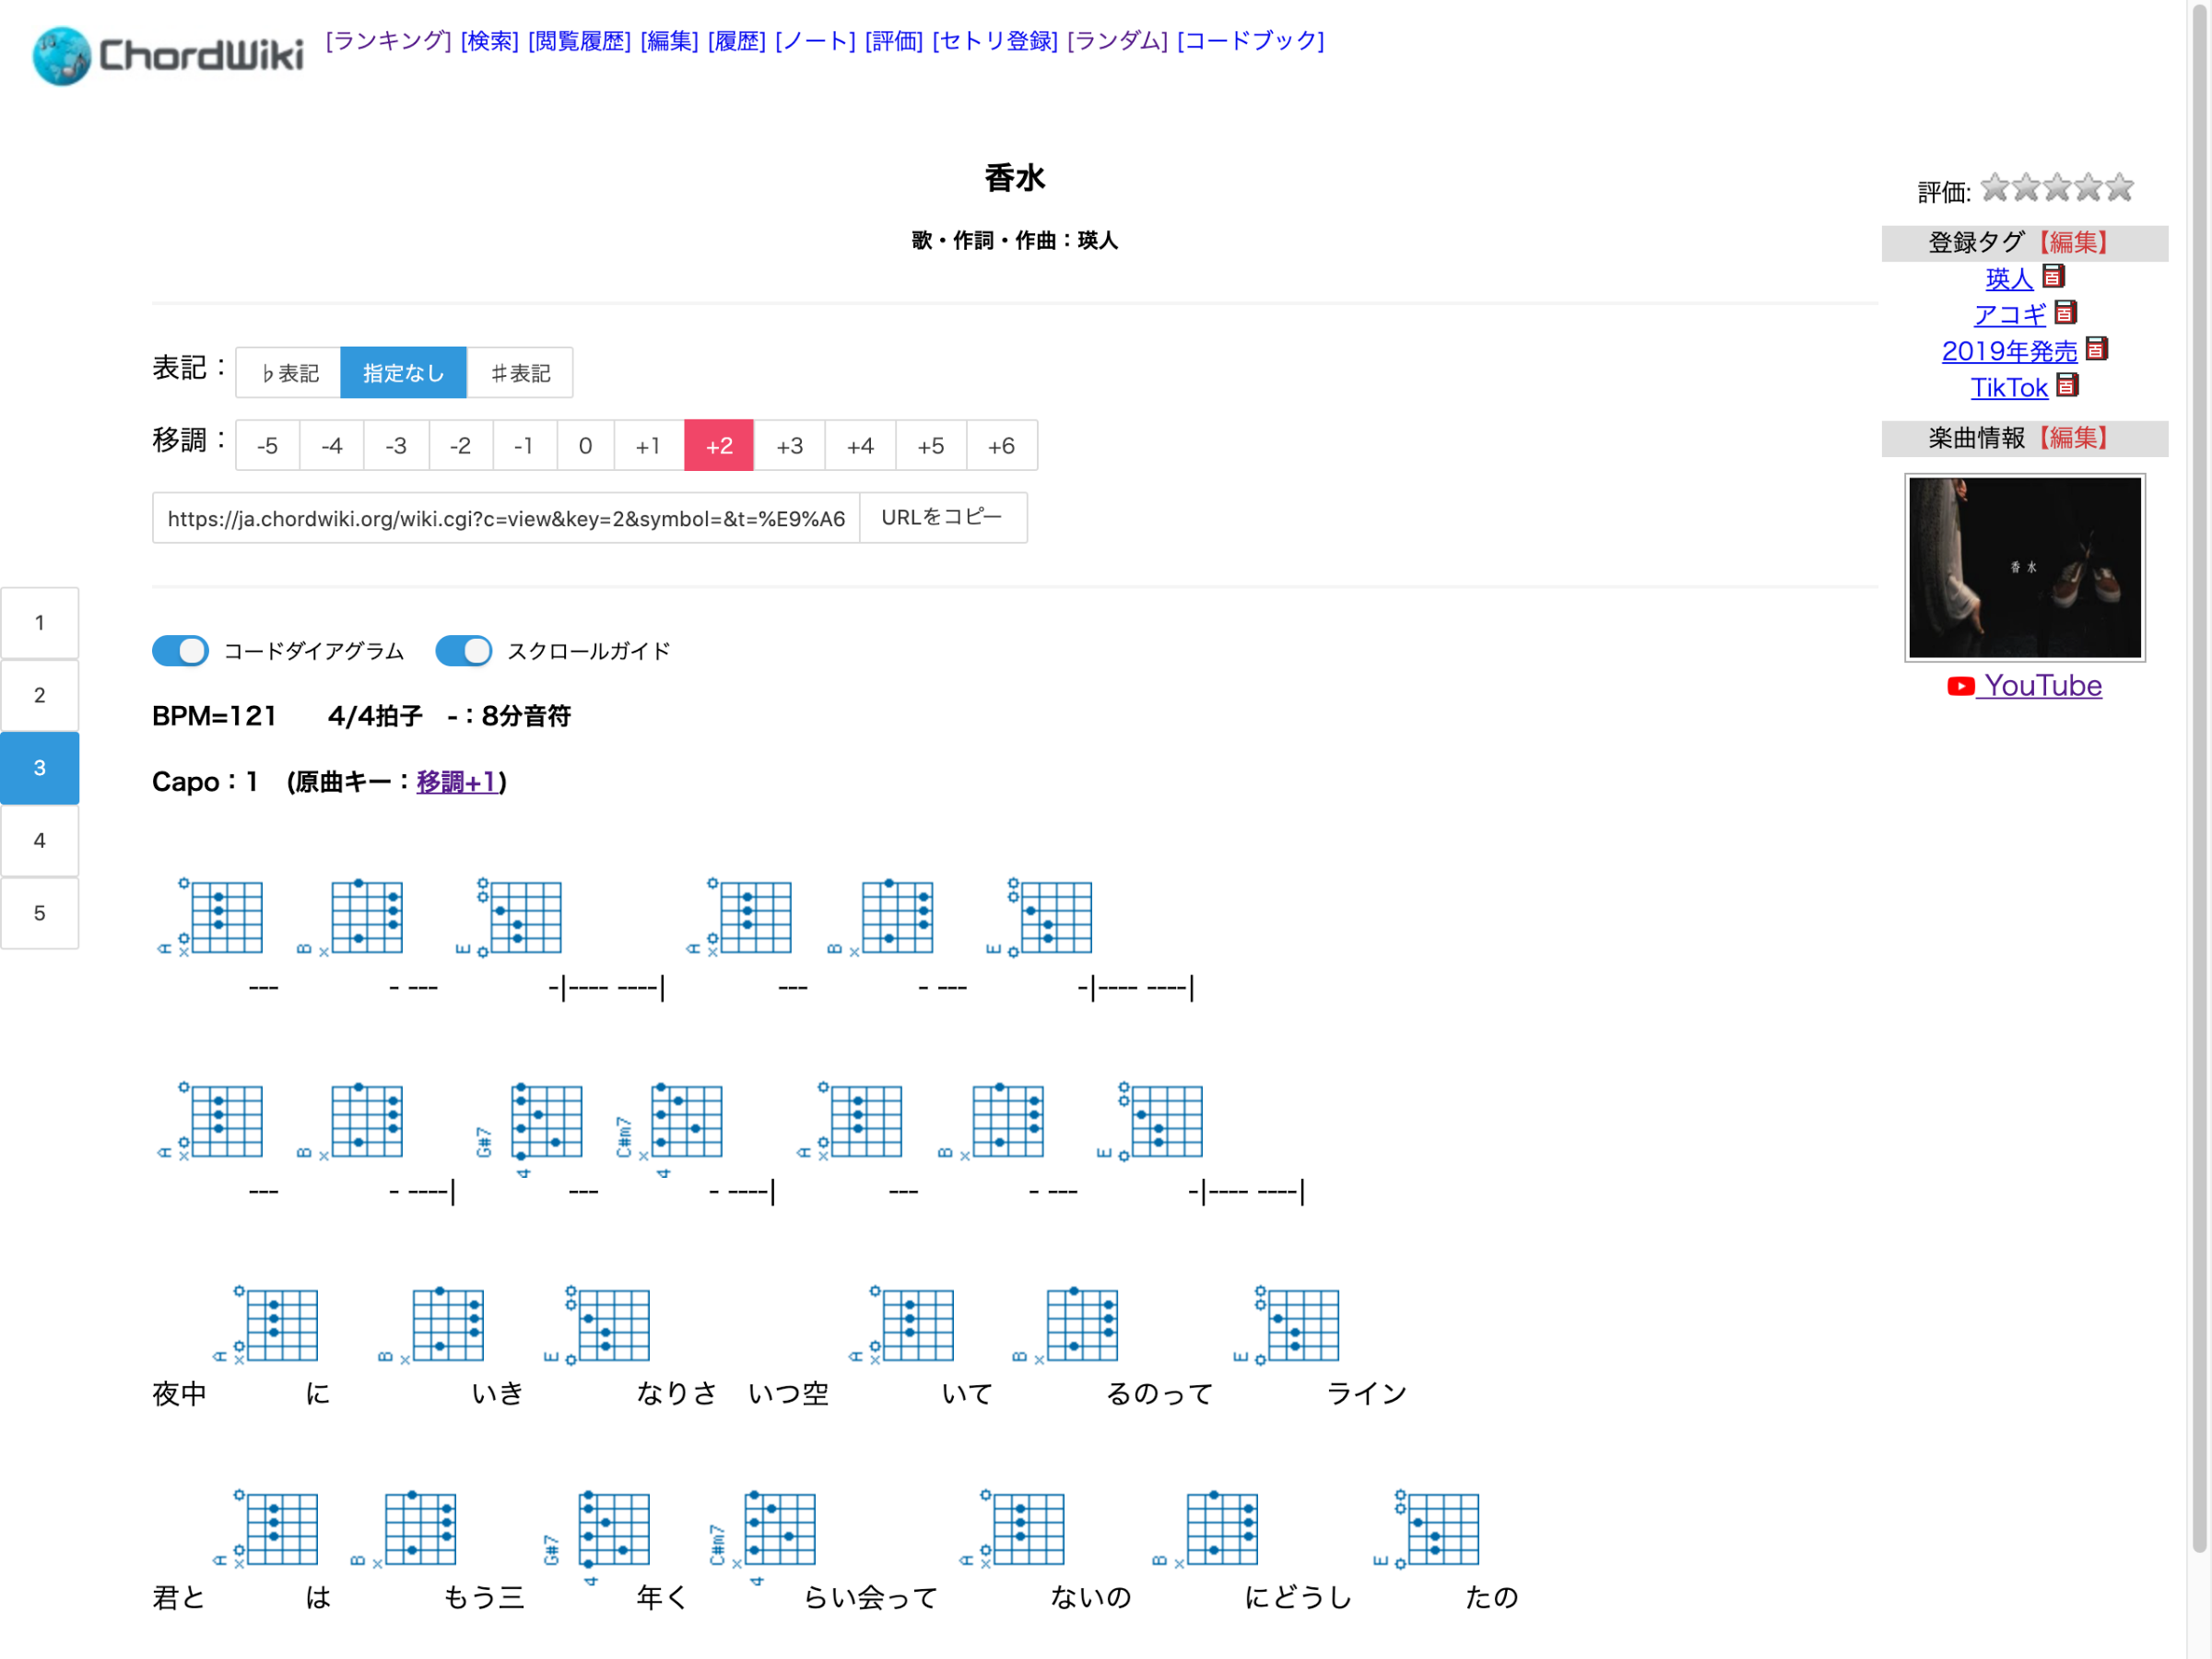 ChordWiki [ランキング] [検索] [閲覧履歴] [編集] [履歴] [ノート] [評価] [セトリ登録] [ランダム] [コードブック]
香水
歌・作詞・作曲：瑛人
表記： ♭表記 指定なし ♯表記
移調： -5 -4 -3 -2 -1 0 +1 +2 +3 +4 +5 +6
https://ja.chordwiki.org/wiki.cgi?c=view&key=2&symbol=&t=%E9%A6 URLをコピー
コードダイアグラム スクロールガイド
BPM=121 4/4拍子 -：8分音符
Capo：1 (原曲キー：移調+1)
A B E A B E
--- - --- -|---- ----| --- - --- -|---- ----|
A B G#7 4 C#m7 4 A B E
--- - ----| --- - ----| --- - --- -|---- ----|
A B E A B E
夜中 に いき なりさ いつ空 いて るのって ライン
A B G#7 4 C#m7 4 A B E
君と は もう三 年く らい会って ないの にどうし たの
1
2
3
4
5
評価:
登録タグ【編集】
瑛人 百
アコギ 百
2019年発売 百
TikTok 百
楽曲情報【編集】
香水
YouTube